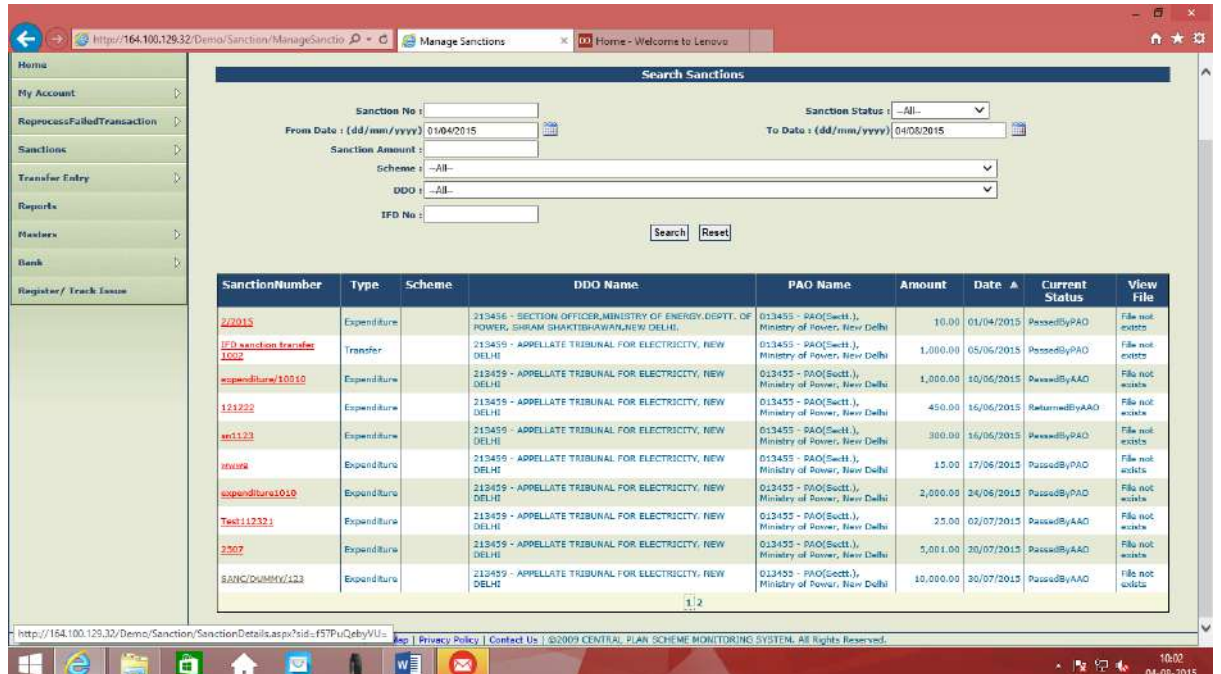 http://164.100.129.32/Demo/Sanction/ManageSanctio
Manage Sanctions
Home - Welcome to Lenovo
Home
My Account
ReprocessFailedTransaction
Sanctions
Transfer Entry
Reports
Masters
Bank
Register/ Track Issue
Search Sanctions
Sanction No :
Sanction Status : --All--
From Date : (dd/mm/yyyy) 01/04/2015
To Date : (dd/mm/yyyy) 04/08/2015
Sanction Amount :
Scheme : --All--
DDO : --All--
IFD No :
Search Reset
SanctionNumber Type Scheme DDO Name PAO Name Amount Date ▲ Current Status View File
2/2015 Expenditure 213456 - SECTION OFFICER,MINISTRY OF ENERGY.DEPTT. OF POWER, SHRAM SHAKTIBHAWAN,NEW DELHI. 013455 - PAO(Sectt.), Ministry of Power, New Delhi 10.00 01/04/2015 PassedByPAO File not exists
IFD sanction transfer 1002 Transfer 213459 - APPELLATE TRIBUNAL FOR ELECTRICITY, NEW DELHI 013455 - PAO(Sectt.), Ministry of Power, New Delhi 1,000.00 05/06/2015 PassedByPAO File not exists
expenditure/10010 Expenditure 213459 - APPELLATE TRIBUNAL FOR ELECTRICITY, NEW DELHI 013455 - PAO(Sectt.), Ministry of Power, New Delhi 1,000.00 10/06/2015 PassedByAAO File not exists
121222 Expenditure 213459 - APPELLATE TRIBUNAL FOR ELECTRICITY, NEW DELHI 013455 - PAO(Sectt.), Ministry of Power, New Delhi 450.00 16/06/2015 ReturnedByAAO File not exists
sn1123 Expenditure 213459 - APPELLATE TRIBUNAL FOR ELECTRICITY, NEW DELHI 013455 - PAO(Sectt.), Ministry of Power, New Delhi 300.00 16/06/2015 PassedByPAO File not exists
Expenditure 213459 - APPELLATE TRIBUNAL FOR ELECTRICITY, NEW DELHI 013455 - PAO(Sectt.), Ministry of Power, New Delhi 15.00 17/06/2015 PassedByPAO File not exists
expenditure1010 Expenditure 213459 - APPELLATE TRIBUNAL FOR ELECTRICITY, NEW DELHI 013455 - PAO(Sectt.), Ministry of Power, New Delhi 2,000.00 24/06/2015 PassedByPAO File not exists
Test112321 Expenditure 213459 - APPELLATE TRIBUNAL FOR ELECTRICITY, NEW DELHI 013455 - PAO(Sectt.), Ministry of Power, New Delhi 25.00 02/07/2015 PassedByAAO File not exists
2507 Expenditure 213459 - APPELLATE TRIBUNAL FOR ELECTRICITY, NEW DELHI 013455 - PAO(Sectt.), Ministry of Power, New Delhi 5,001.00 20/07/2015 PassedByAAO File not exists
SANC/DUMMY/123 Expenditure 213459 - APPELLATE TRIBUNAL FOR ELECTRICITY, NEW DELHI 013455 - PAO(Sectt.), Ministry of Power, New Delhi 10,000.00 30/07/2015 PassedByAAO File not exists
1 2
http://164.100.129.32/Demo/Sanction/SanctionDetails.aspx?sid=f57PuQebyVU=
| Privacy Policy | Contact Us | ©2009 CENTRAL PLAN SCHEME MONITORING SYSTEM. All Rights Reserved.
10:02
04-08-2015